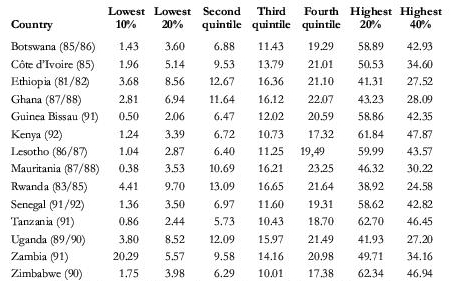 Country Lowest 10% Lowest 20% Second quintile Third quintile Fourth quintile Highest 20% Highest 40%
Botswana (85/86) 1.43 3.60 6.88 11.43 19.29 58.89 42.93
Côte d'Ivoire (85) 1.96 5.14 9.53 13.79 21.01 50.53 34.60
Ethiopia (81/82) 3.68 8.56 12.67 16.36 21.10 41.31 27.52
Ghana (87/88) 2.81 6.94 11.64 16.12 22.07 43.23 28.09
Guinea Bissau (91) 0.50 2.06 6.47 12.02 20.59 58.86 42.35
Kenya (92) 1.24 3.39 6.72 10.73 17.32 61.84 47.87
Lesotho (86/87) 1.04 2.87 6.40 11.25 19,49 59.99 43.57
Mauritania (87/88) 0.38 3.53 10.69 16.21 23.25 46.32 30.22
Rwanda (83/85) 4.41 9.70 13.09 16.65 21.64 38.92 24.58
Senegal (91/92) 1.36 3.50 6.97 11.60 19.31 58.62 42.82
Tanzania (91) 0.86 2.44 5.73 10.43 18.70 62.70 46.45
Uganda (89/90) 3.80 8.52 12.09 15.97 21.49 41.93 27.20
Zambia (91) 20.29 5.57 9.58 14.16 20.98 49.71 34.16
Zimbabwe (90) 1.75 3.98 6.29 10.01 17.38 62.34 46.94